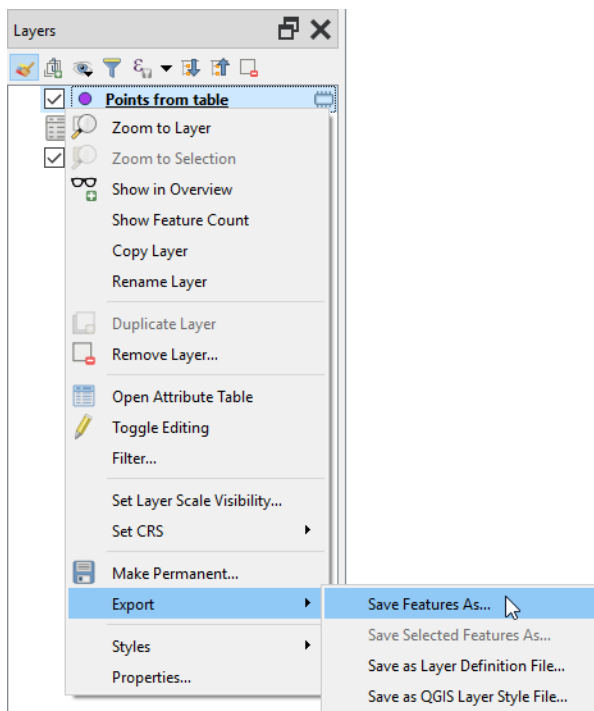 Layers
Points from table
Zoom to Layer
Zoom to Selection
Show in Overview
Show Feature Count
Copy Layer
Rename Layer
Duplicate Layer
Remove Layer...
Open Attribute Table
Toggle Editing
Filter...
Set Layer Scale Visibility...
Set CRS
Make Permanent...
Export
Save Features As...
Save Selected Features As...
Styles
Save as Layer Definition File...
Properties...
Save as QGIS Layer Style File...